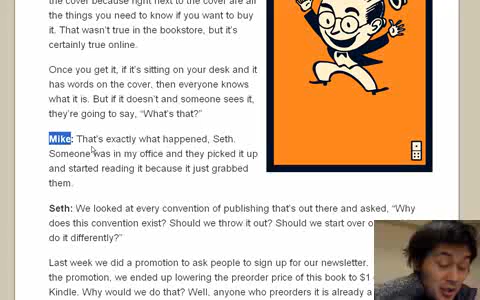 the cover because right next to the cover are all
the things you need to know if you want to buy
it. That wasn't true in the bookstore, but it's
certainly true online.
Once you get it, if it's sitting on your desk and it
has words on the cover, then everyone knows
what it is. But if it doesn't and someone sees it,
they're going to say, “What's that?”
Mike: That's exactly what happened, Seth.
Someone was in my office and they picked it up
and started reading it because it just grabbed
them.
Seth: We looked at every convention of publishing that's out there and asked, “Why
does this convention exist? Should we throw it out? Should we start over o
do it differently?”
Last week we did a promotion to ask people to sign up for our newsletter.
the promotion, we ended up lowering the preorder price of this book to $1
Kindle. Why would we do that? Well, anyone who preorders it is already a